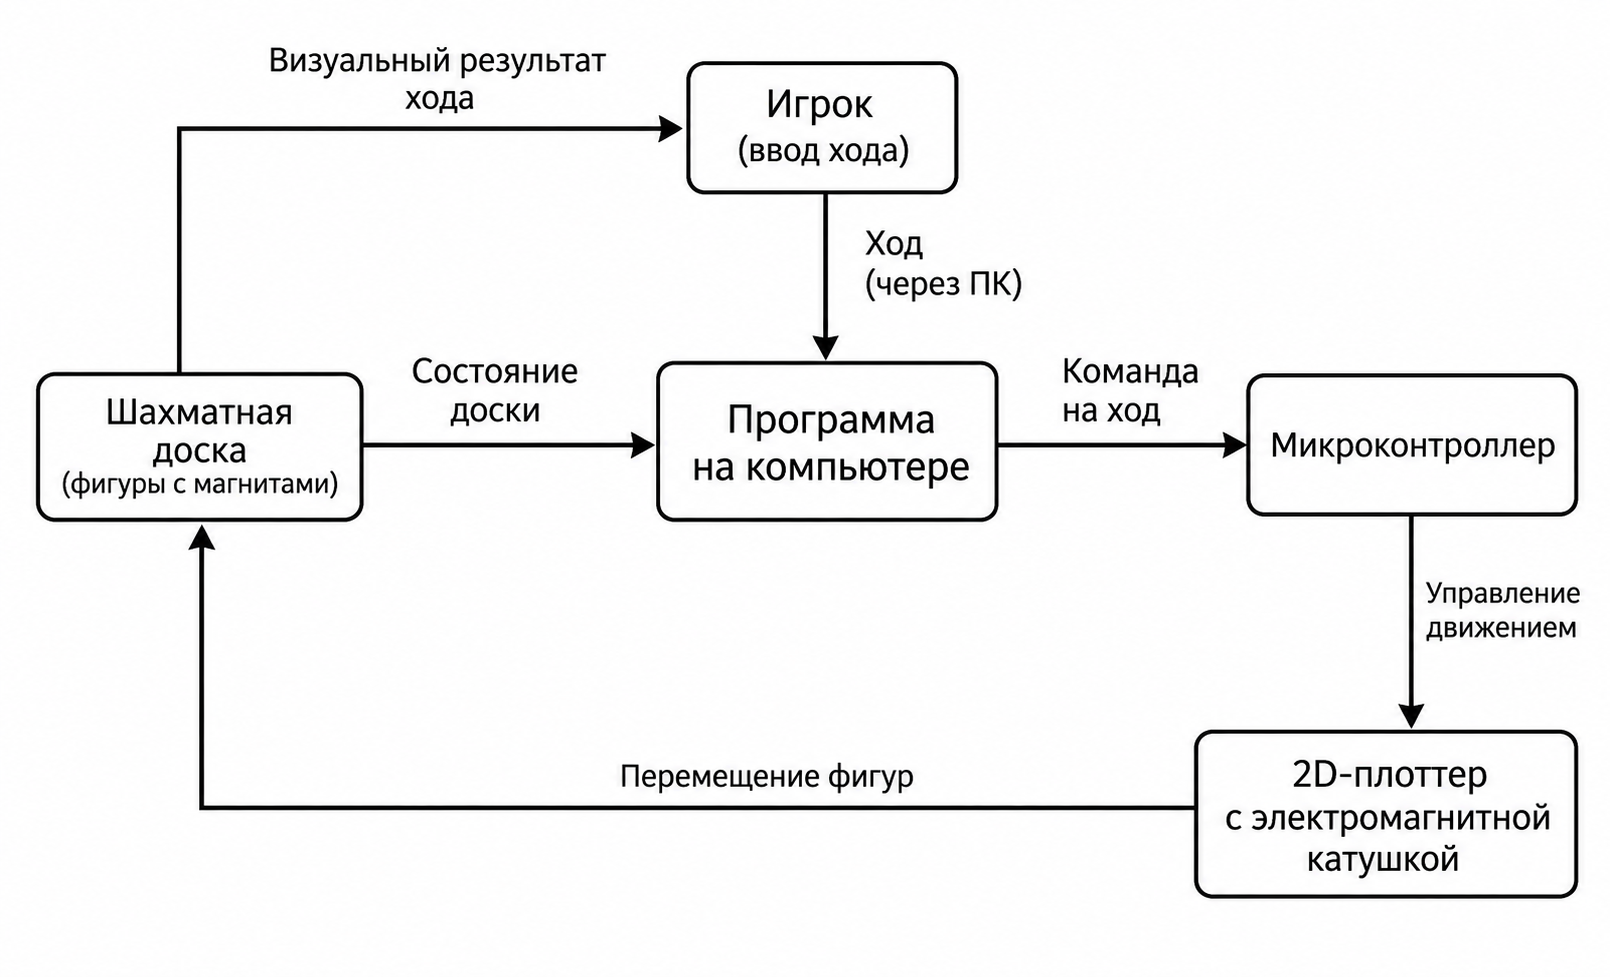 Визуальный результат
хода
Игрок
(ввод хода)
Ход
(через ПК)
Шахматная
доска
(фигуры с магнитами)
Состояние
доски
Программа
на компьютере
Команда
на ход
Микроконтроллер
Управление
движением
Перемещение фигур
2D-плоттер
с электромагнитной
катушкой